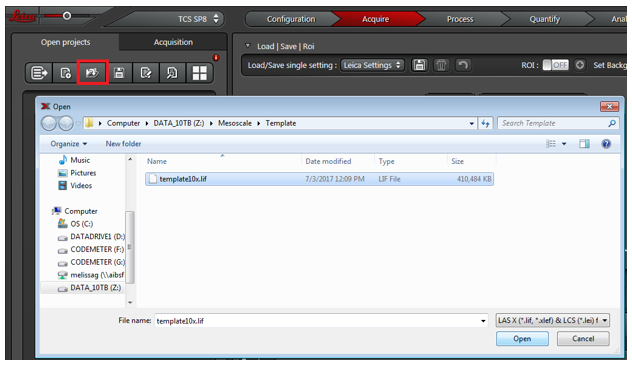 Leica
TCS SP8
Configuration
Acquire
Process
Quantify
Anal
Open projects
Acquisition
Load | Save | Roi
Load/Save single setting :
Leica Settings
ROI :
OFF
Set Backg
Open
Computer
DATA_10TB (Z:)
Mesoscale
Template
Search Template
Organize
New folder
Music
Pictures
Videos
Computer
OS (C:)
DATADRIVE1 (D:)
CODEMETER (F:)
CODEMETER (G:)
melissag (\\aibsf
DATA_10TB (Z:)
Name
Date modified
Type
Size
template10x.lif
7/3/2017 12:09 PM
LIF File
410,484 KB
File name:
template10x.lif
LAS X (*.lif, *.xlef) & LCS (*.lei) f
Open
Cancel